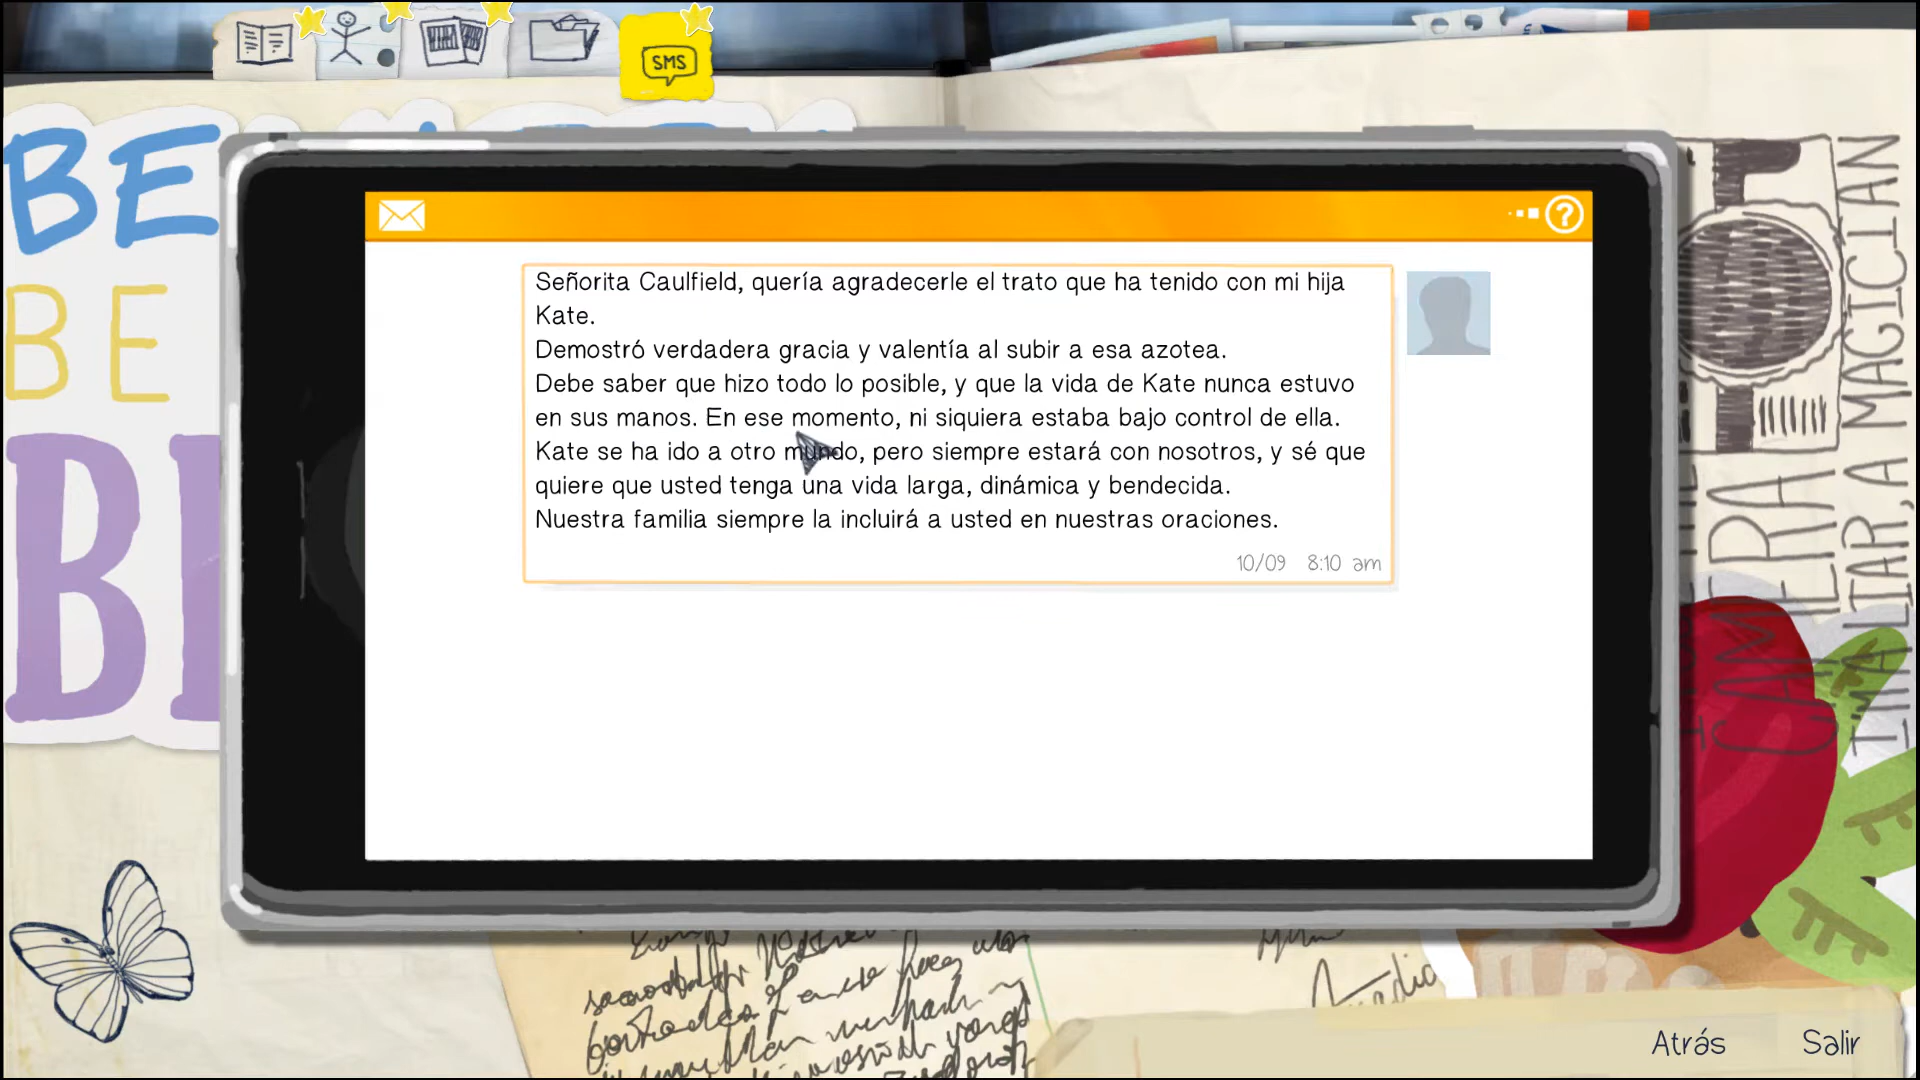 SMS
BE
BE
Señorita Caulfield, quería agradecerle el trato que ha tenido con mi hija
Kate.
Demostró verdadera gracia y valentía al subir a esa azotea.
Debe saber que hizo todo lo posible, y que la vida de Kate nunca estuvo
en sus manos. En ese momento, ni siquiera estaba bajo control de ella.
Kate se ha ido a otro mundo, pero siempre estará con nosotros, y sé que
quiere que usted tenga una vida larga, dinámica y bendecida.
Nuestra familia siempre la incluirá a usted en nuestras oraciones.
10/09 8:10 am
MAGICIAN
Atrás
Salir